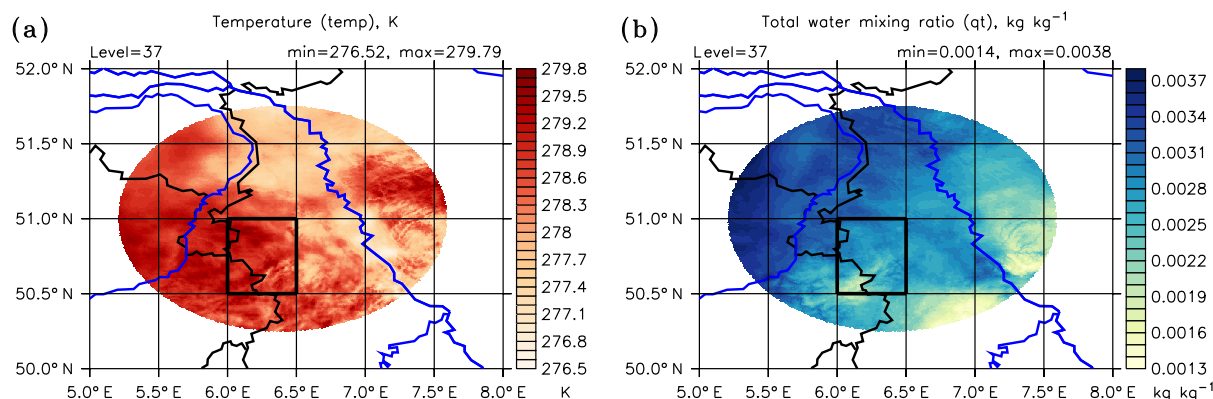 (a) Temperature (temp), K
Level=37 min=276.52, max=279.79
52.0° N
51.5° N
51.0° N
50.5° N
50.0° N
5.0° E 5.5° E 6.0° E 6.5° E 7.0° E 7.5° E 8.0° E K
279.8
279.5
279.2
278.9
278.6
278.3
278
277.7
277.4
277.1
276.8
276.5
(b) Total water mixing ratio (qt), kg kg⁻¹
Level=37 min=0.0014, max=0.0038
52.0° N
51.5° N
51.0° N
50.5° N
50.0° N
5.0° E 5.5° E 6.0° E 6.5° E 7.0° E 7.5° E 8.0° E kg kg⁻¹
0.0037
0.0034
0.0031
0.0028
0.0025
0.0022
0.0019
0.0016
0.0013